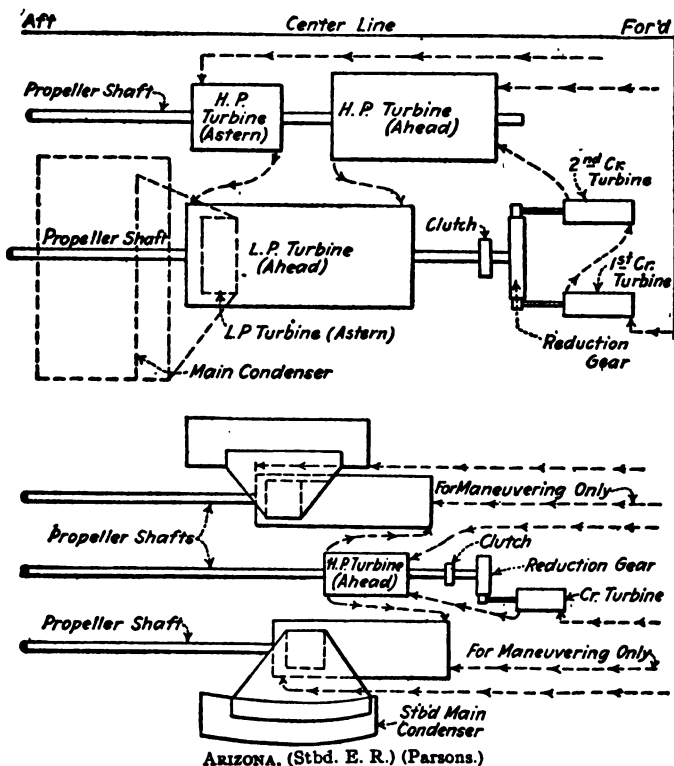 Aft
Center Line
For'd
Propeller Shaft
H. P.
Turbine
(Astern)
H. P. Turbine
(Ahead)
2nd Cr.
Turbine
Clutch
Propeller Shaft
L.P. Turbine
(Ahead)
1st Cr.
Turbine
L.P. Turbine (Astern)
Reduction
Gear
Main Condenser
For Maneuvering Only
Propeller Shafts
Clutch
H.P. Turbine
(Ahead)
Reduction Gear
Cr. Turbine
Propeller Shaft
For Maneuvering Only
Stb'd Main
Condenser
ARIZONA, (Stbd. E. R.) (Parsons.)